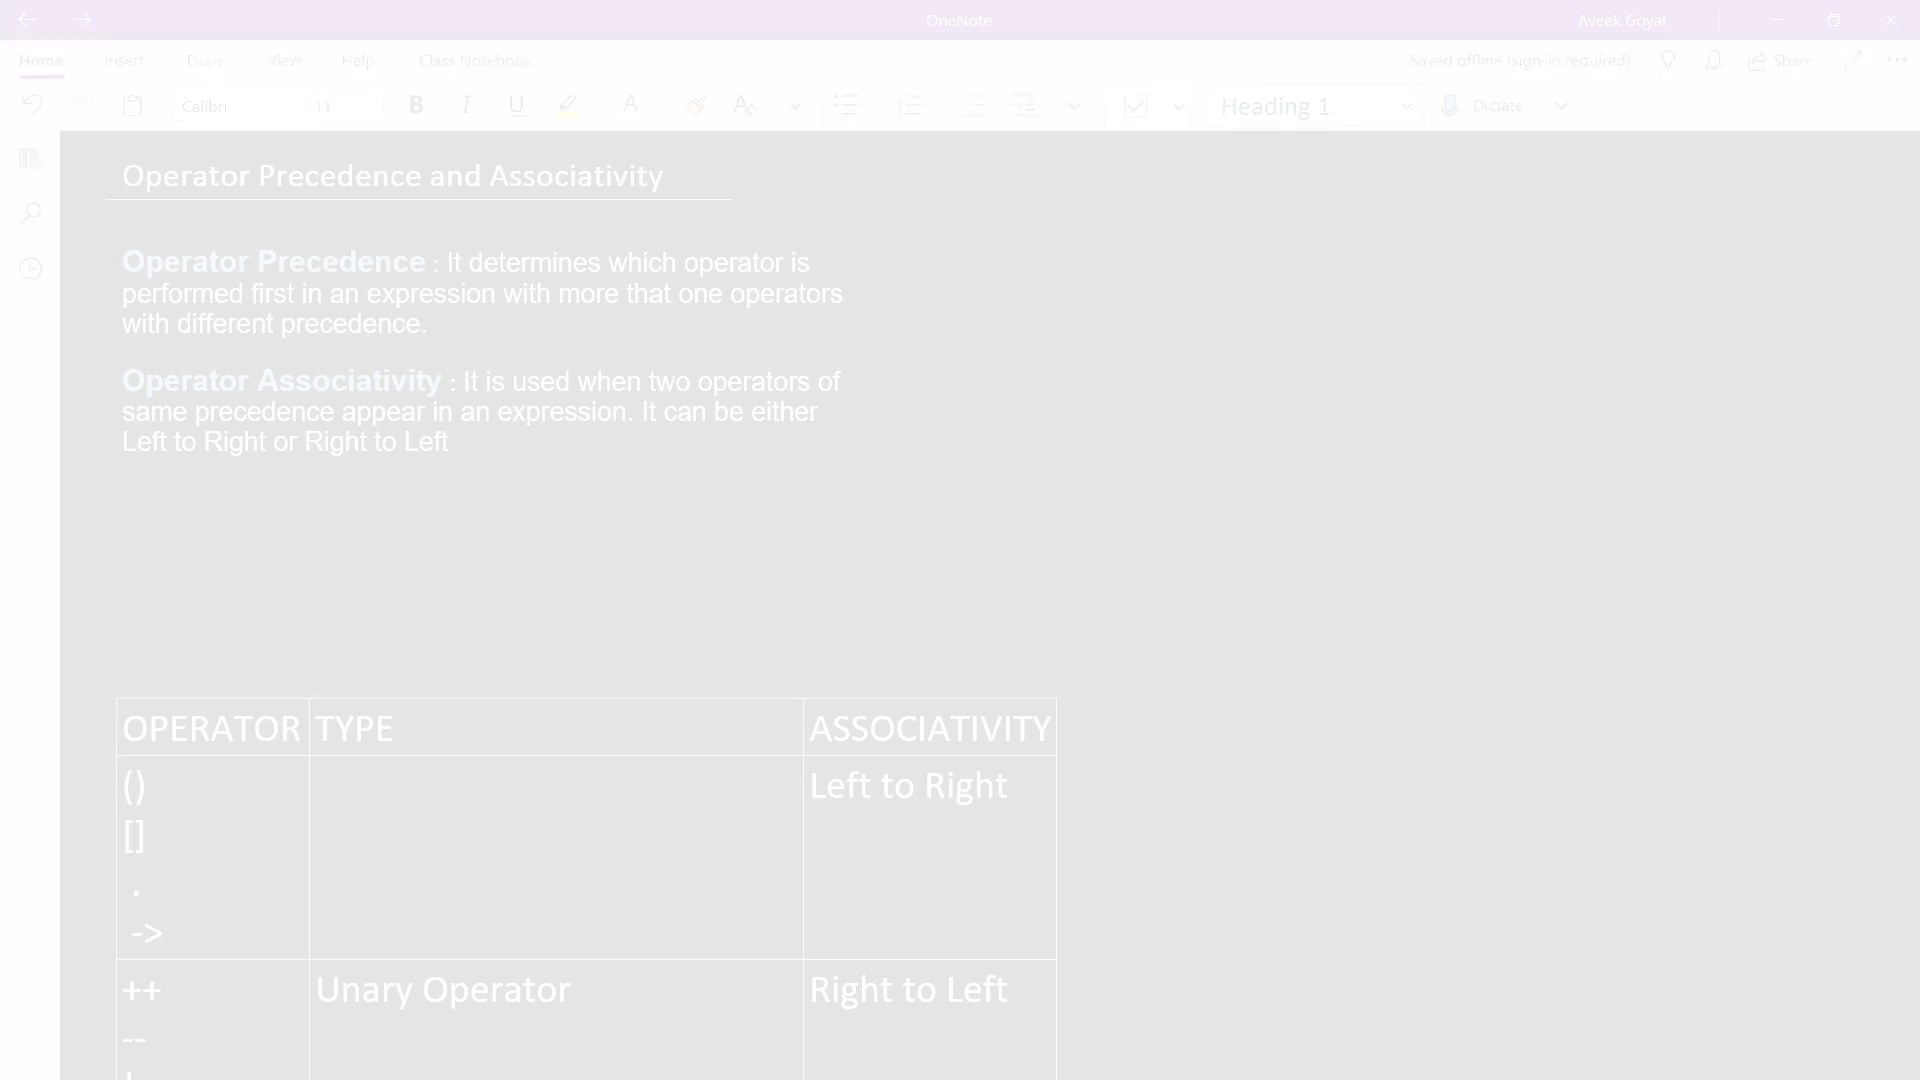 OneNote
Aveek Goyal
Home Insert Draw View Help Class Notebook
Saved offline (sign-in required) Share
Calibri 11 B I U A A Heading 1 Dictate
Operator Precedence and Associativity
Operator Precedence : It determines which operator is
performed first in an expression with more that one operators
with different precedence.
Operator Associativity : It is used when two operators of
same precedence appear in an expression. It can be either
Left to Right or Right to Left
OPERATOR TYPE ASSOCIATIVITY
() Left to Right
[]
.
->
++ Unary Operator Right to Left
--